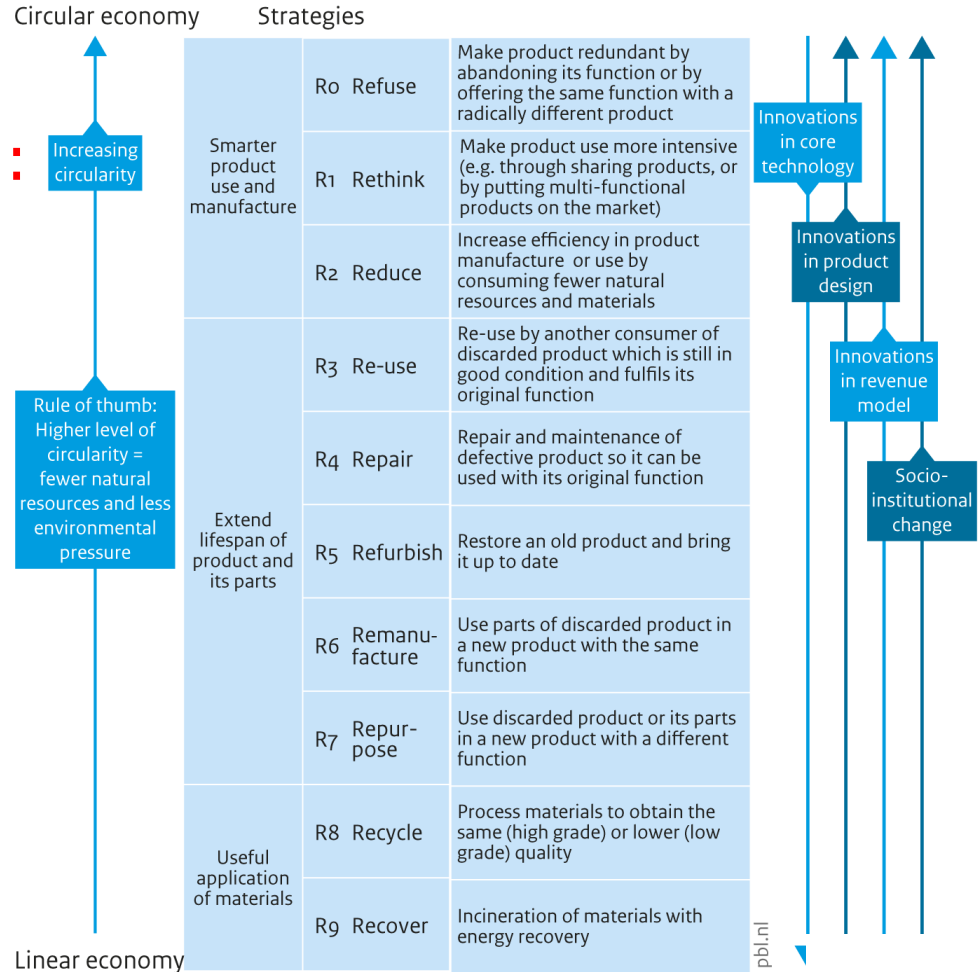 Circular economy
Strategies
Increasing
circularity
Rule of thumb:
Higher level of
circularity =
fewer natural
resources and less
environmental
pressure
Linear economy
Smarter
product
use and
manufacture
R0 Refuse
Make product redundant by
abandoning its function or by
offering the same function with a
radically different product
R1 Rethink
Make product use more intensive
(e.g. through sharing products, or
by putting multi-functional
products on the market)
R2 Reduce
Increase efficiency in product
manufacture or use by
consuming fewer natural
resources and materials
Extend
lifespan of
product and
its parts
R3 Re-use
Re-use by another consumer of
discarded product which is still in
good condition and fulfils its
original function
R4 Repair
Repair and maintenance of
defective product so it can be
used with its original function
R5 Refurbish
Restore an old product and bring
it up to date
R6 Remanu-
facture
Use parts of discarded product in
a new product with the same
function
R7 Repur-
pose
Use discarded product or its parts
in a new product with a different
function
Useful
application
of materials
R8 Recycle
Process materials to obtain the
same (high grade) or lower (low
grade) quality
R9 Recover
Incineration of materials with
energy recovery
Innovations
in core
technology
Innovations
in product
design
Innovations
in revenue
model
Socio-
institutional
change
pbl.nl